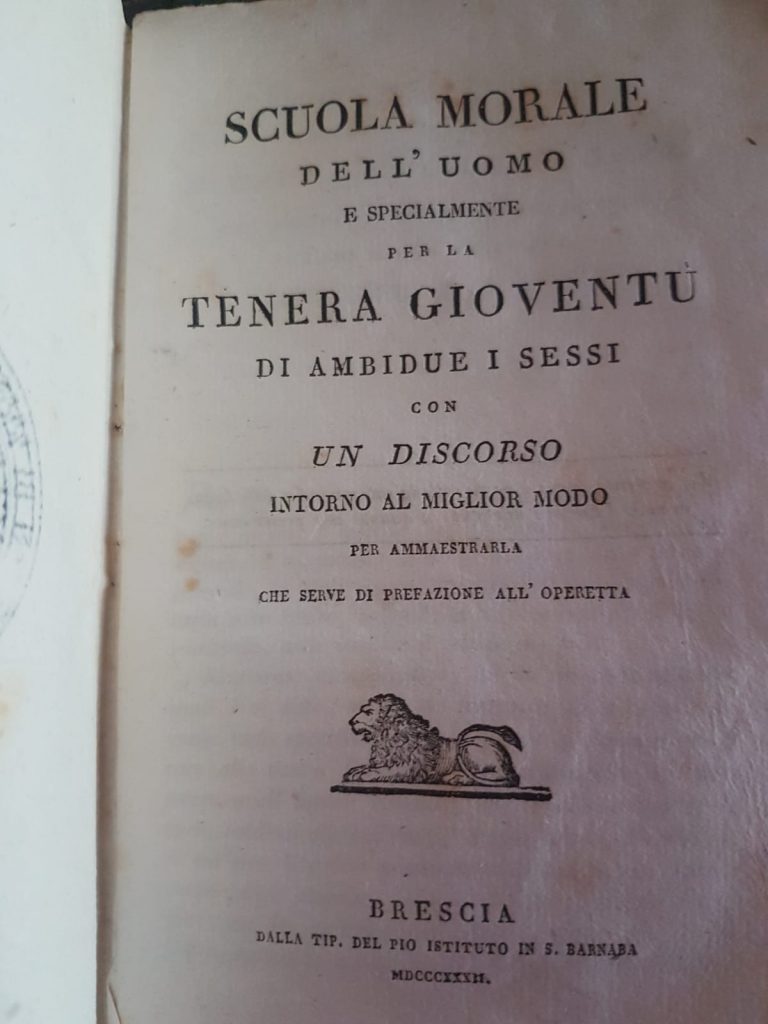 SCUOLA MORALE
DELL' UOMO
E SPECIALMENTE
PER LA
TENERA GIOVENTÙ
DI AMBIDUE I SESSI
CON
UN DISCORSO
INTORNO AL MIGLIOR MODO
PER AMMAESTRARLA
CHE SERVE DI PREFAZIONE ALL' OPERETTA
BRESCIA
DALLA TIP. DEL PIO ISTITUTO IN S. BARNABA
MDCCCXXXII.